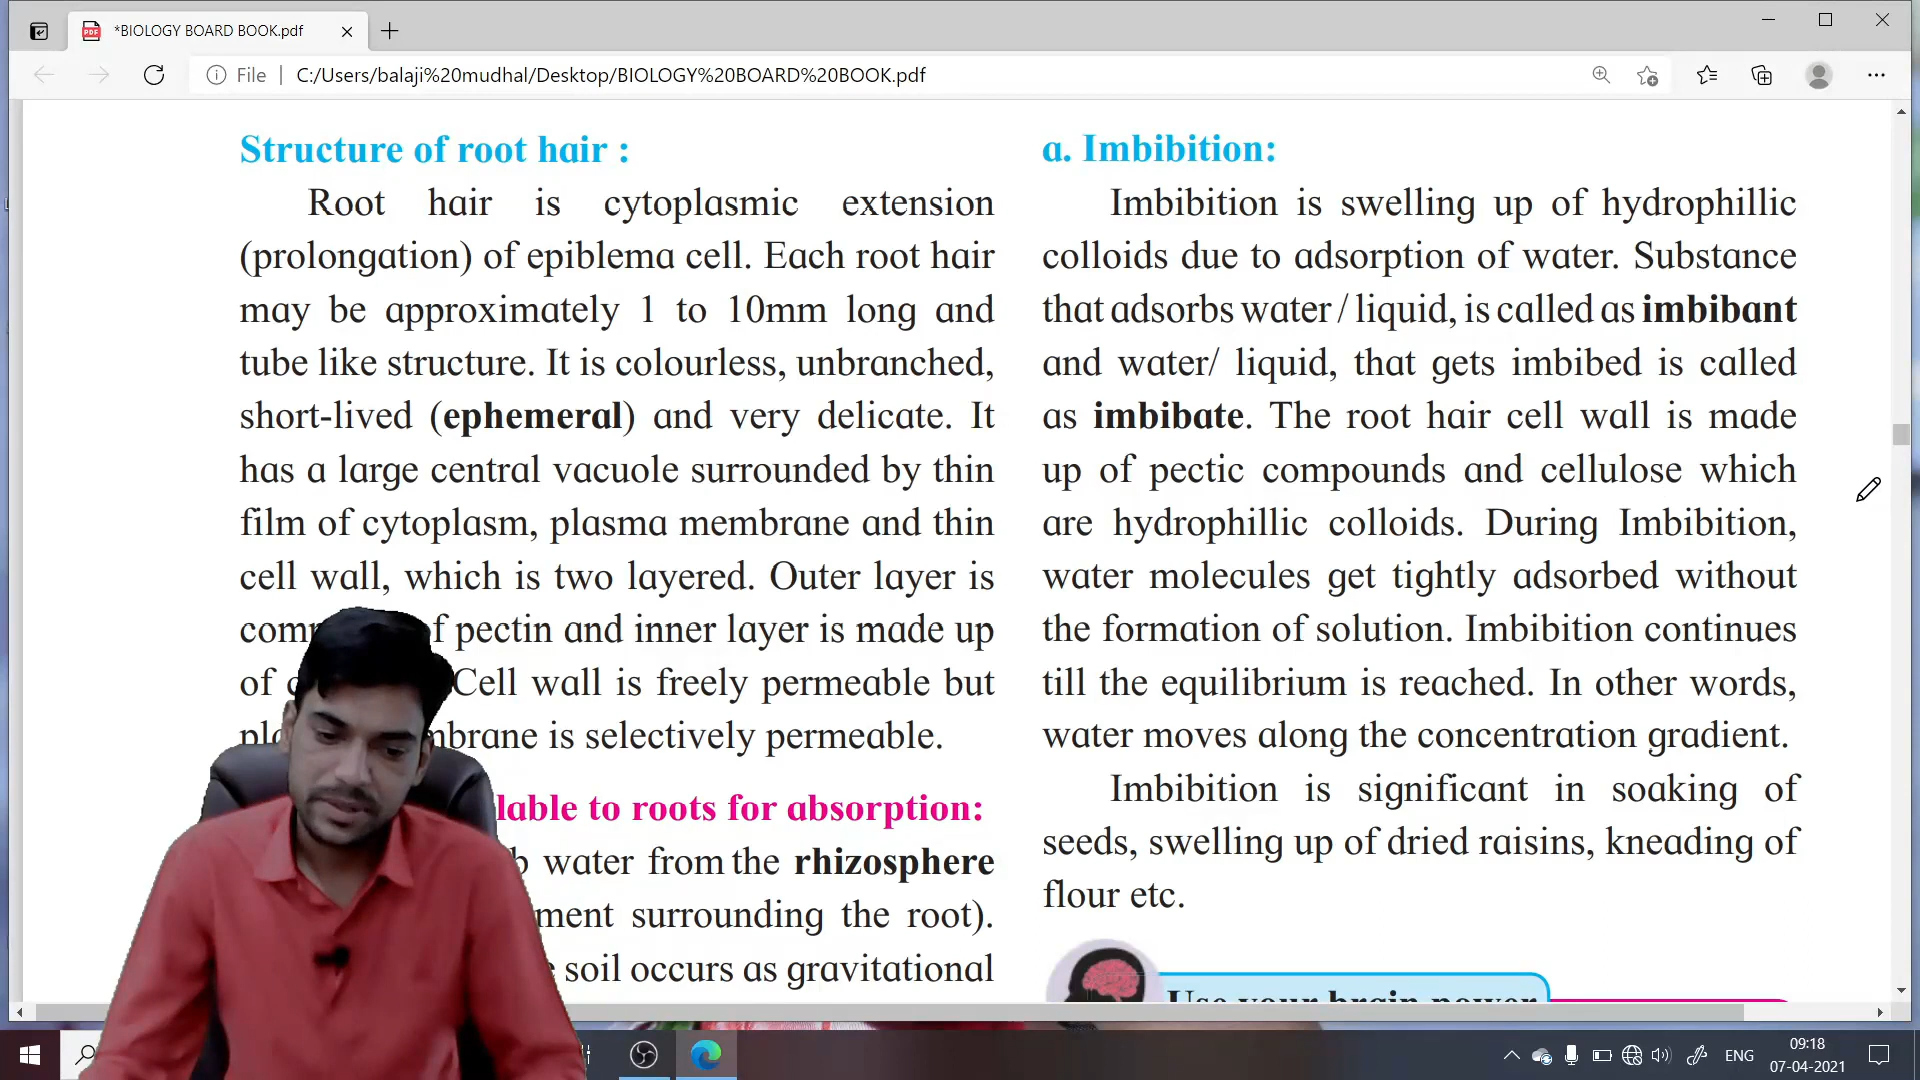 *BIOLOGY BOARD BOOK.pdf
File
C:/Users/balaji%20mudhal/Desktop/BIOLOGY%20BOARD%20BOOK.pdf
Structure of root hair :
Root hair is cytoplasmic extension
(prolongation) of epiblema cell. Each root hair
may be approximately 1 to 10mm long and
tube like structure. It is colourless, unbranched,
short-lived (ephemeral) and very delicate. It
has a large central vacuole surrounded by thin
film of cytoplasm, plasma membrane and thin
cell wall, which is two layered. Outer layer is
pectin and inner layer is made up
of Cell wall is freely permeable but
is selectively permeable.
to roots for absorption:
water from the rhizosphere
surrounding the root).
soil occurs as gravitational
a. Imbibition:
Imbibition is swelling up of hydrophillic
colloids due to adsorption of water. Substance
that adsorbs water / liquid, is called as imbibant
and water/ liquid, that gets imbibed is called
as imbibate. The root hair cell wall is made
up of pectic compounds and cellulose which
are hydrophillic colloids. During Imbibition,
water molecules get tightly adsorbed without
the formation of solution. Imbibition continues
till the equilibrium is reached. In other words,
water moves along the concentration gradient.
Imbibition is significant in soaking of
seeds, swelling up of dried raisins, kneading of
flour etc.
Use your brain power
ENG
09:18
07-04-2021